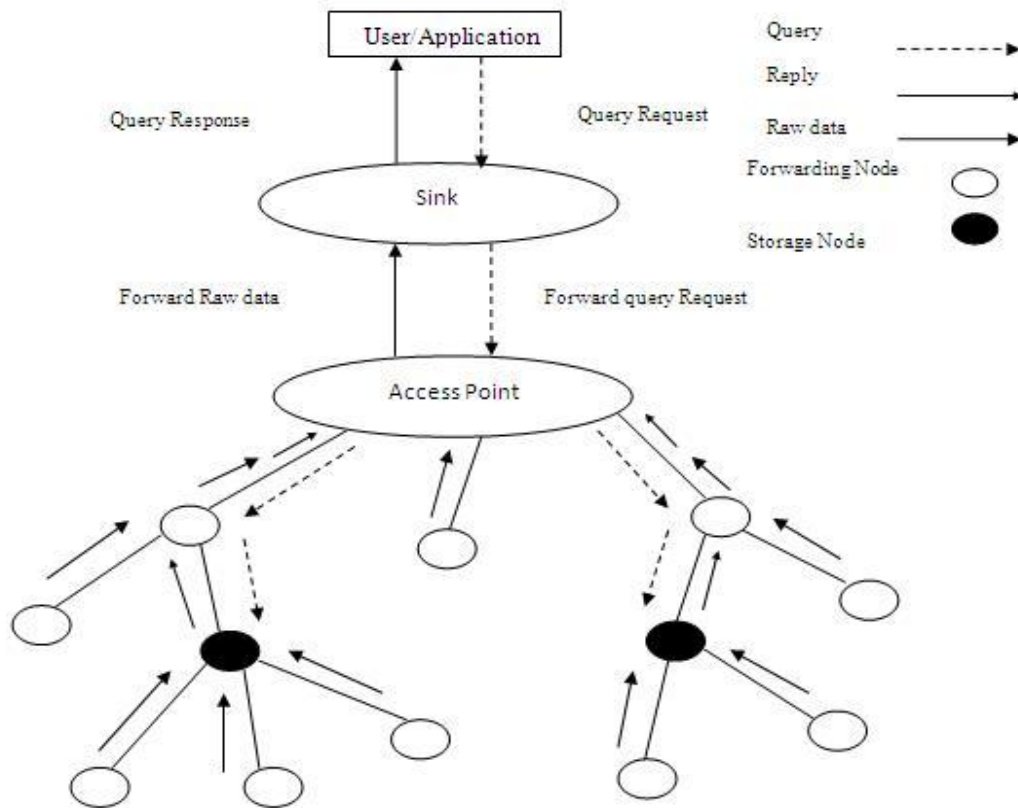 User/Application
Query
Reply
Query Response
Query Request
Raw data
Forwarding Node
Sink
Storage Node
Forward Raw data
Forward query Request
Access Point